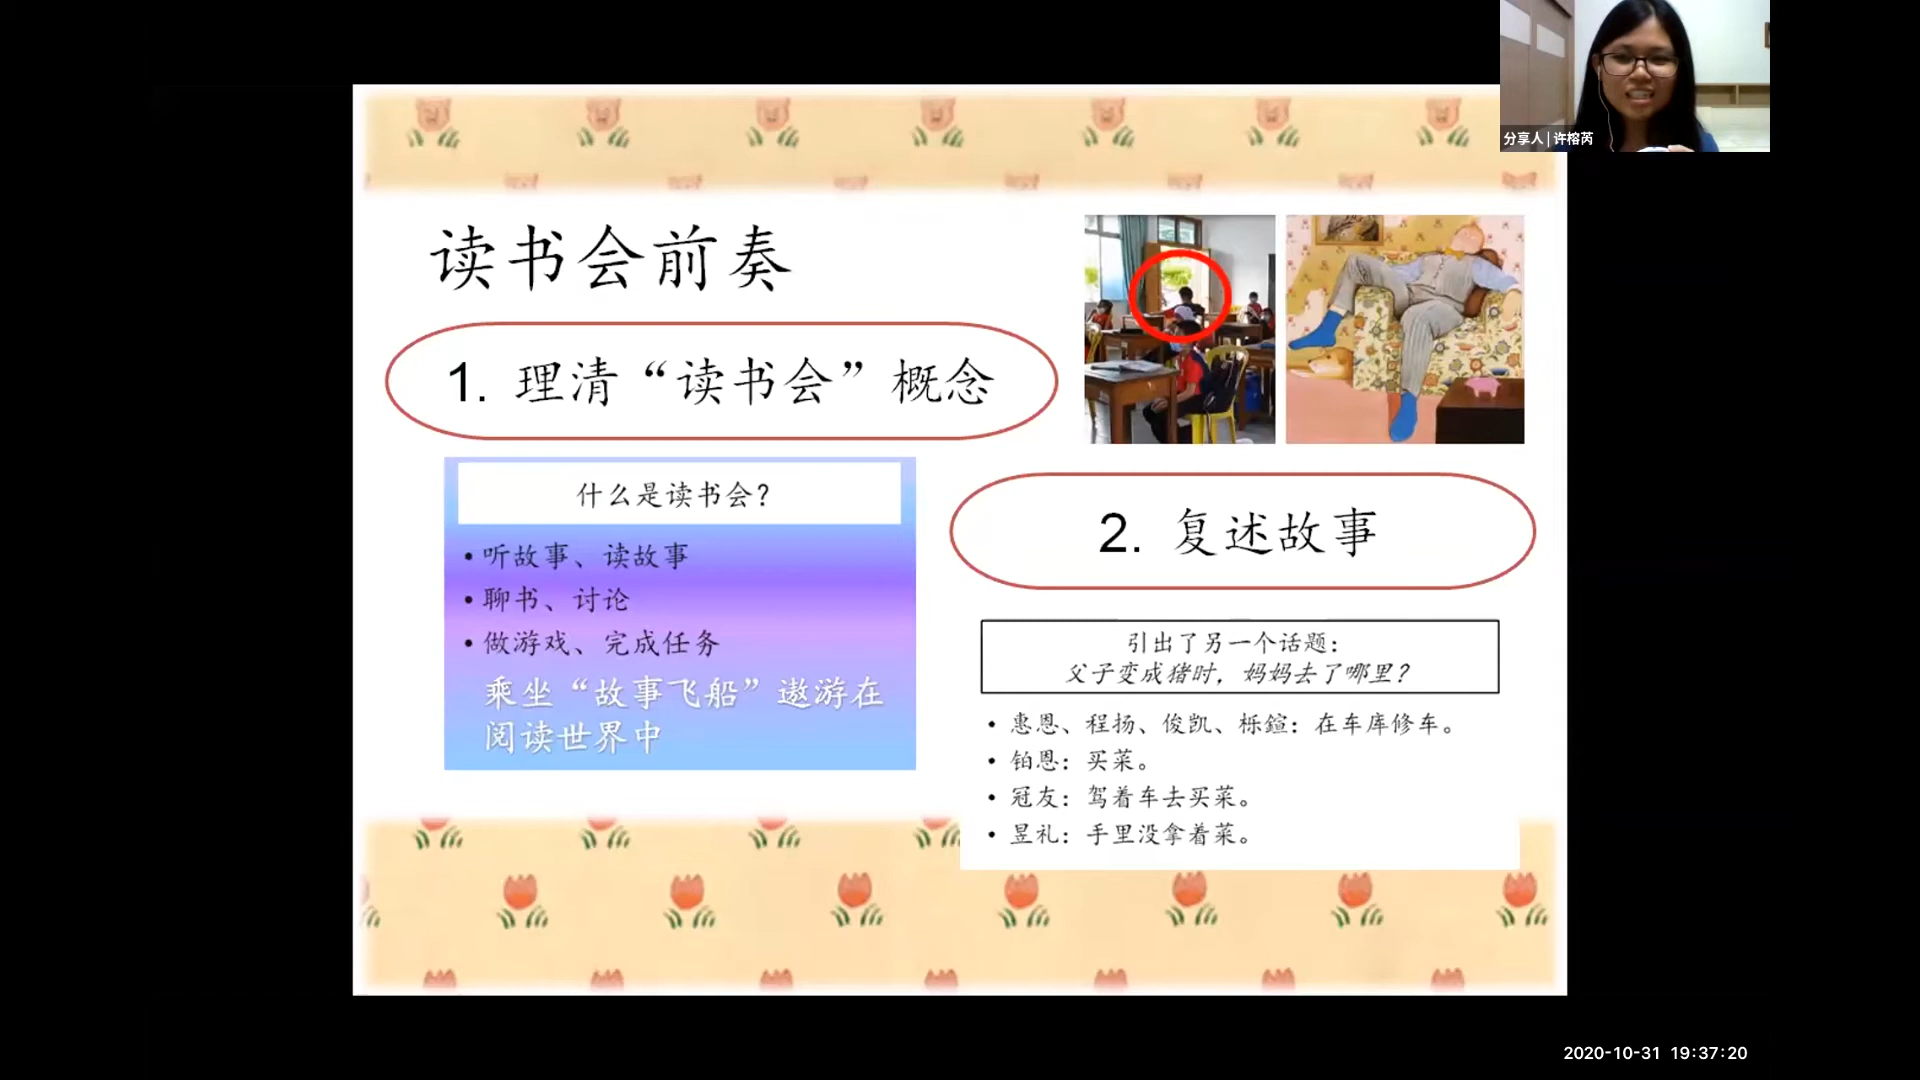 分享人|许榕芮
读书会前奏
1. 理清“读书会”概念
什么是读书会？
• 听故事、读故事
• 聊书、讨论
• 做游戏、完成任务
乘坐“故事飞船”遨游在
阅读世界中
2. 复述故事
引出了另一个话题：
父子变成猪时，妈妈去了哪里？
• 惠恩、程扬、俊凯、栎鍹：在车库修车。
• 铂恩：买菜。
• 冠友：驾着车去买菜。
• 昱礼：手里没拿着菜。
2020-10-31 19:37:20